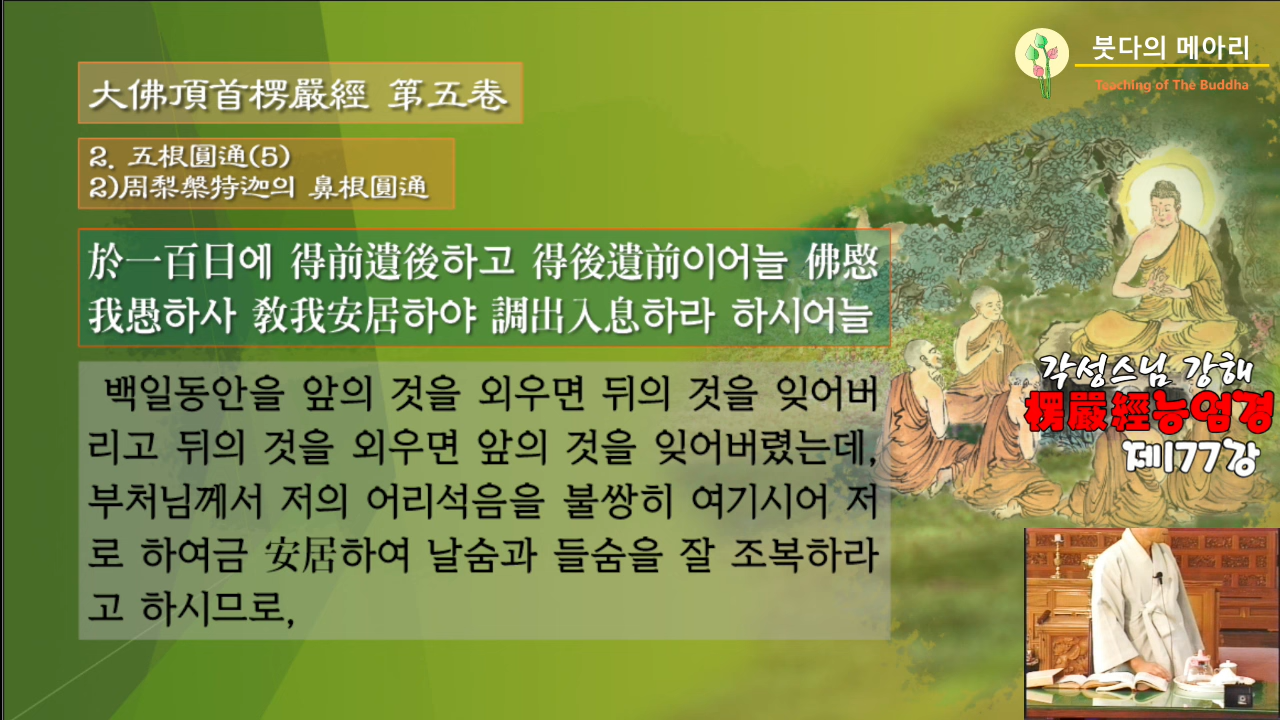 大佛頂首楞嚴經 第五卷
2. 五根圓通(5)
2)周梨槃特迦의 鼻根圓通
於一百日에 得前遺後하고 得後遺前이어늘 佛愍
我愚하사 敎我安居하야 調出入息하라 하시어늘
백일동안을 앞의 것을 외우면 뒤의 것을 잊어버
리고 뒤의 것을 외우면 앞의 것을 잊어버렸는데,
부처님께서 저의 어리석음을 불쌍히 여기시어 저
로 하여금 安居하여 날숨과 들숨을 잘 조복하라
고 하시므로,
붓다의 메아리
Teaching of The Buddha
각성스님 강해
楞嚴經능엄경
제177강